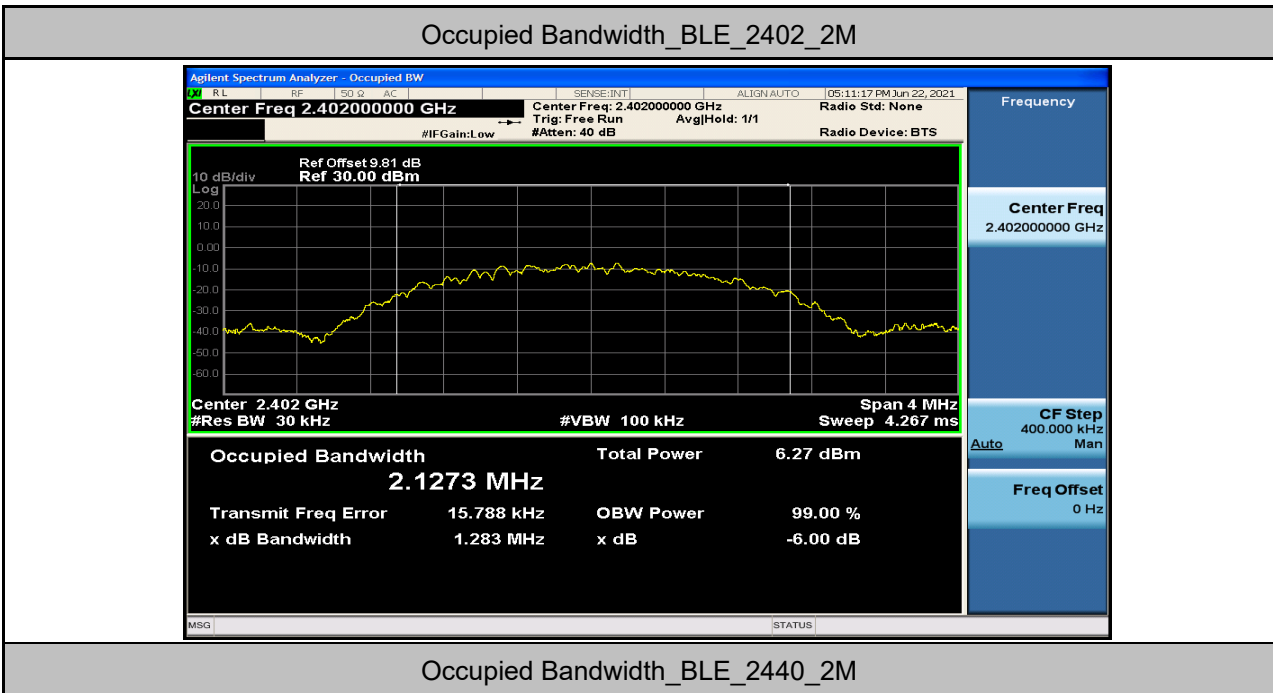 Occupied Bandwidth_BLE_2402_2M
Agilent Spectrum Analyzer - Occupied BW
LXI RL RF 50 Ω AC SENSE:INT ALIGN AUTO 05:11:17 PM Jun 22, 2021
Center Freq 2.402000000 GHz Center Freq: 2.402000000 GHz Radio Std: None
Trig: Free Run Avg|Hold: 1/1
#IFGain:Low #Atten: 40 dB Radio Device: BTS
Frequency
Ref Offset 9.81 dB
10 dB/div Ref 30.00 dBm
Log
20.0
10.0
0.00
-10.0
-20.0
-30.0
-40.0
-50.0
-60.0
Center Freq
2.402000000 GHz
Center 2.402 GHz Span 4 MHz
#Res BW 30 kHz #VBW 100 kHz Sweep 4.267 ms
CF Step
400.000 kHz
Auto Man
Occupied Bandwidth Total Power 6.27 dBm
2.1273 MHz
Transmit Freq Error 15.788 kHz OBW Power 99.00 %
x dB Bandwidth 1.283 MHz x dB -6.00 dB
Freq Offset
0 Hz
MSG STATUS
Occupied Bandwidth_BLE_2440_2M